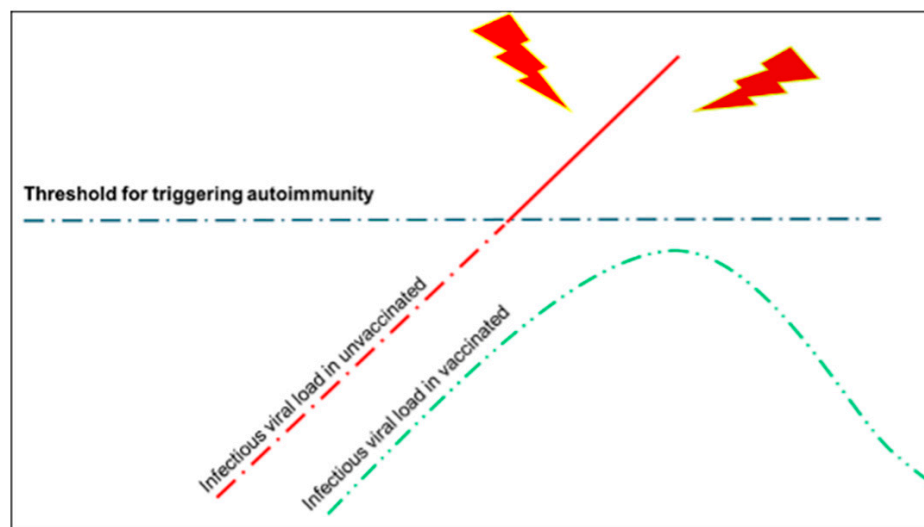 Threshold for triggering autoimmunity
Infectious viral load in unvaccinated
Infectious viral load in vaccinated